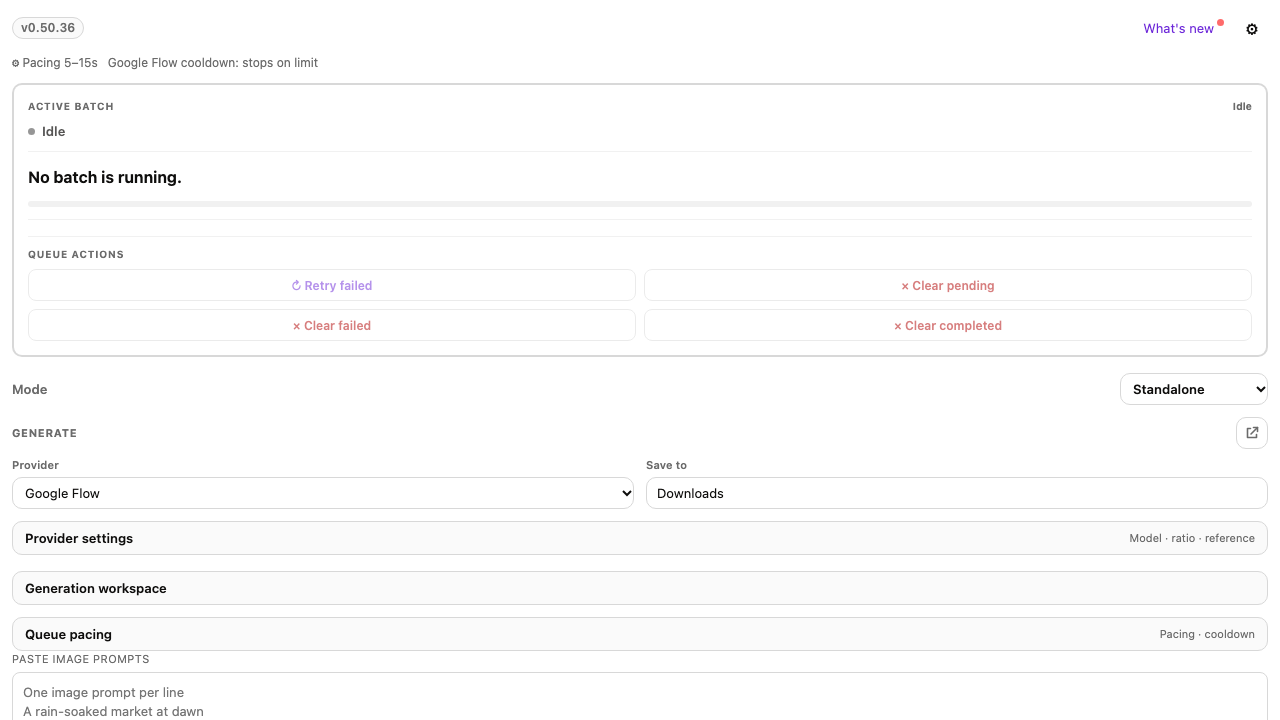 v0.50.36
What's new
Pacing 5–15s Google Flow cooldown: stops on limit
ACTIVE BATCH
Idle
Idle
No batch is running.
QUEUE ACTIONS
↻ Retry failed
× Clear pending
× Clear failed
× Clear completed
Mode
Standalone
GENERATE
Provider
Save to
Google Flow
Downloads
Provider settings
Model · ratio · reference
Generation workspace
Queue pacing
Pacing · cooldown
PASTE IMAGE PROMPTS
One image prompt per line
A rain-soaked market at dawn